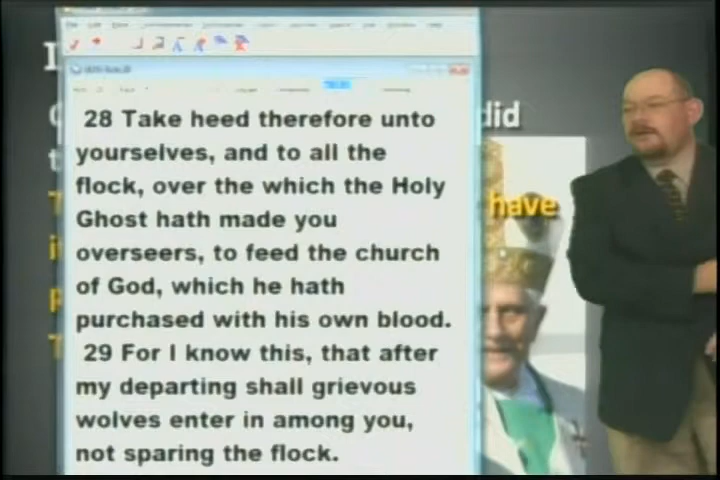 did
have
28 Take heed therefore unto
yourselves, and to all the
flock, over the which the Holy
Ghost hath made you
overseers, to feed the church
of God, which he hath
purchased with his own blood.
29 For I know this, that after
my departing shall grievous
wolves enter in among you,
not sparing the flock.